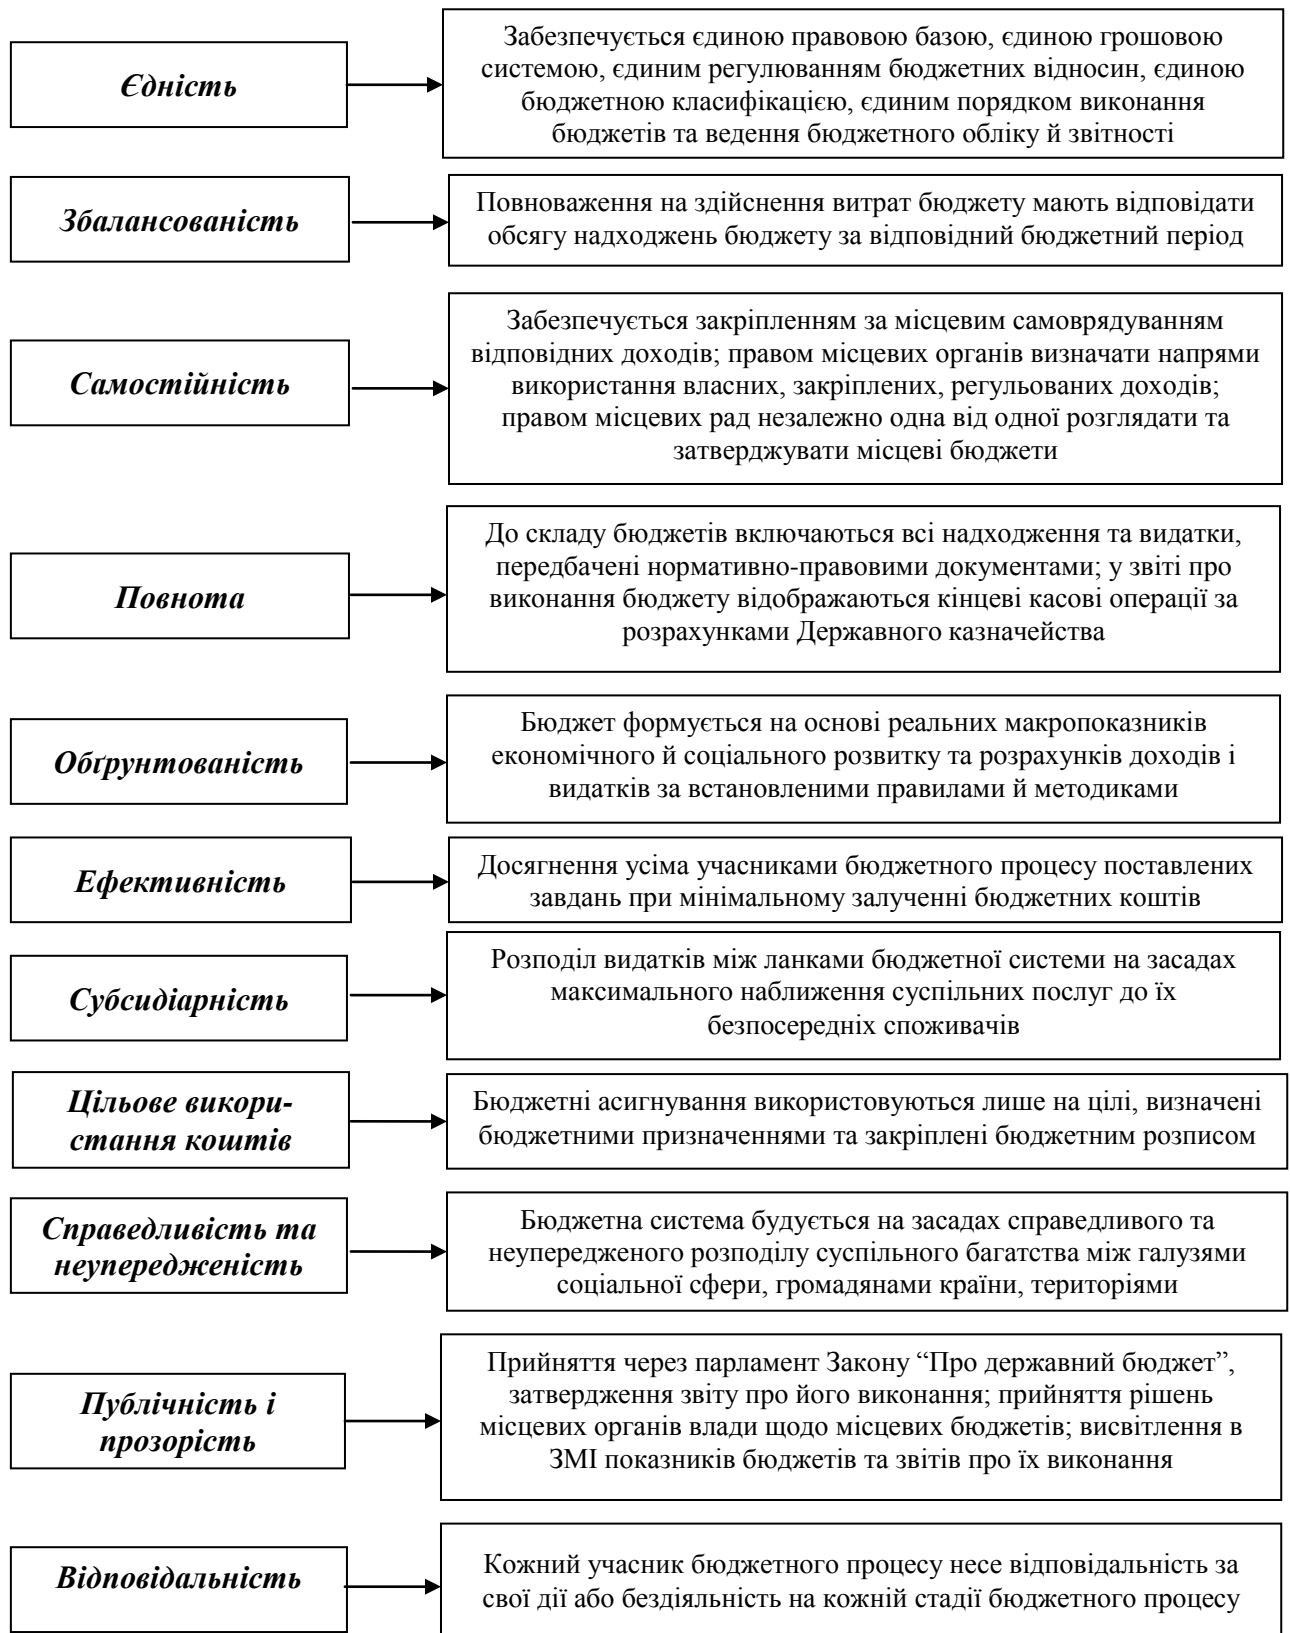 Єдність
Забезпечується єдиною правовою базою, єдиною грошовою
системою, єдиним регулюванням бюджетних відносин, єдиною
бюджетною класифікацією, єдиним порядком виконання
бюджетів та ведення бюджетного обліку й звітності
Збалансованість
Повноваження на здійснення витрат бюджету мають відповідати
обсягу надходжень бюджету за відповідний бюджетний період
Самостійність
Забезпечується закріпленням за місцевим самоврядуванням
відповідних доходів; правом місцевих органів визначати напрями
використання власних, закріплених, регульованих доходів;
правом місцевих рад незалежно одна від одної розглядати та
затверджувати місцеві бюджети
Повнота
До складу бюджетів включаються всі надходження та видатки,
передбачені нормативно-правовими документами; у звіті про
виконання бюджету відображаються кінцеві касові операції за
розрахунками Державного казначейства
Обґрунтованість
Бюджет формується на основі реальних макропоказників
економічного й соціального розвитку та розрахунків доходів і
видатків за встановленими правилами й методиками
Ефективність
Досягнення усіма учасниками бюджетного процесу поставлених
завдань при мінімальному залученні бюджетних коштів
Субсидіарність
Розподіл видатків між ланками бюджетної системи на засадах
максимального наближення суспільних послуг до їх
безпосередніх споживачів
Цільове викори-
стання коштів
Бюджетні асигнування використовуються лише на цілі, визначені
бюджетними призначеннями та закріплені бюджетним розписом
Справедливість та
неупередженість
Бюджетна система будується на засадах справедливого та
неупередженого розподілу суспільного багатства між галузями
соціальної сфери, громадянами країни, територіями
Публічність і
прозорість
Прийняття через парламент Закону “Про державний бюджет”,
затвердження звіту про його виконання; прийняття рішень
місцевих органів влади щодо місцевих бюджетів; висвітлення в
ЗМІ показників бюджетів та звітів про їх виконання
Відповідальність
Кожний учасник бюджетного процесу несе відповідальність за
свої дії або бездіяльність на кожній стадії бюджетного процесу